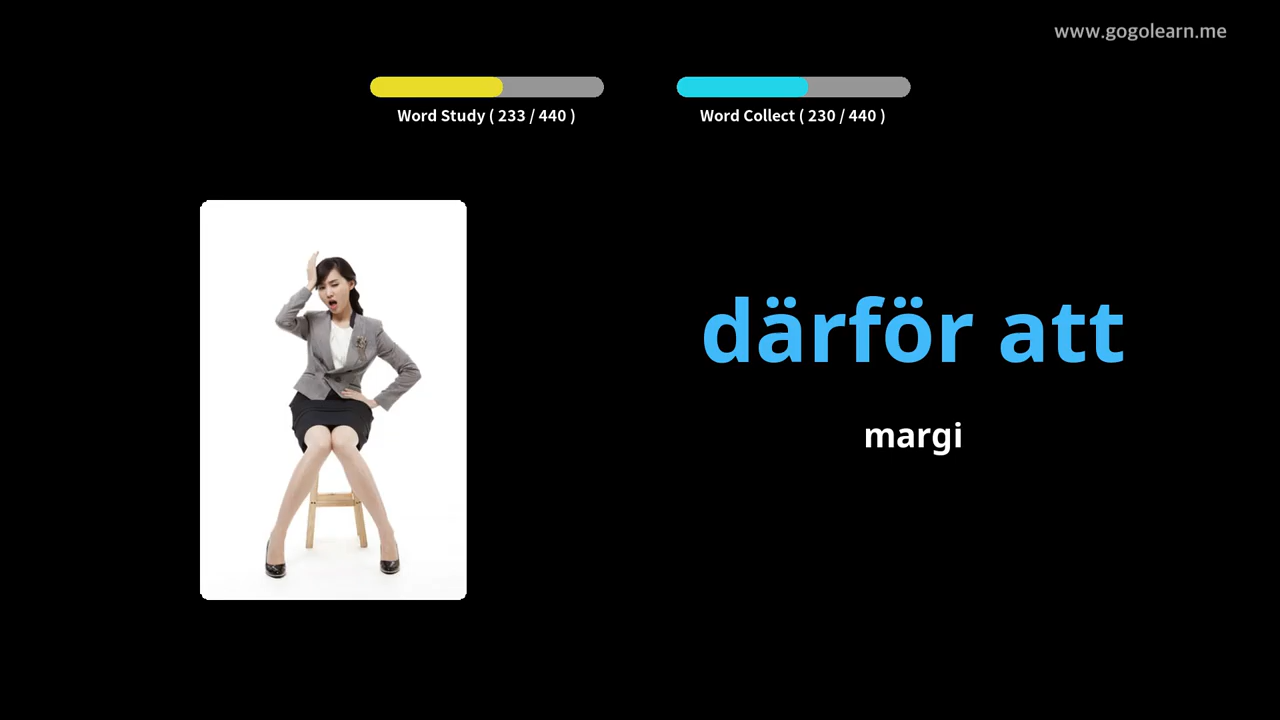 www.gogolearn.me
Word Study ( 233 / 440 )
Word Collect ( 230 / 440 )
därför att
margi